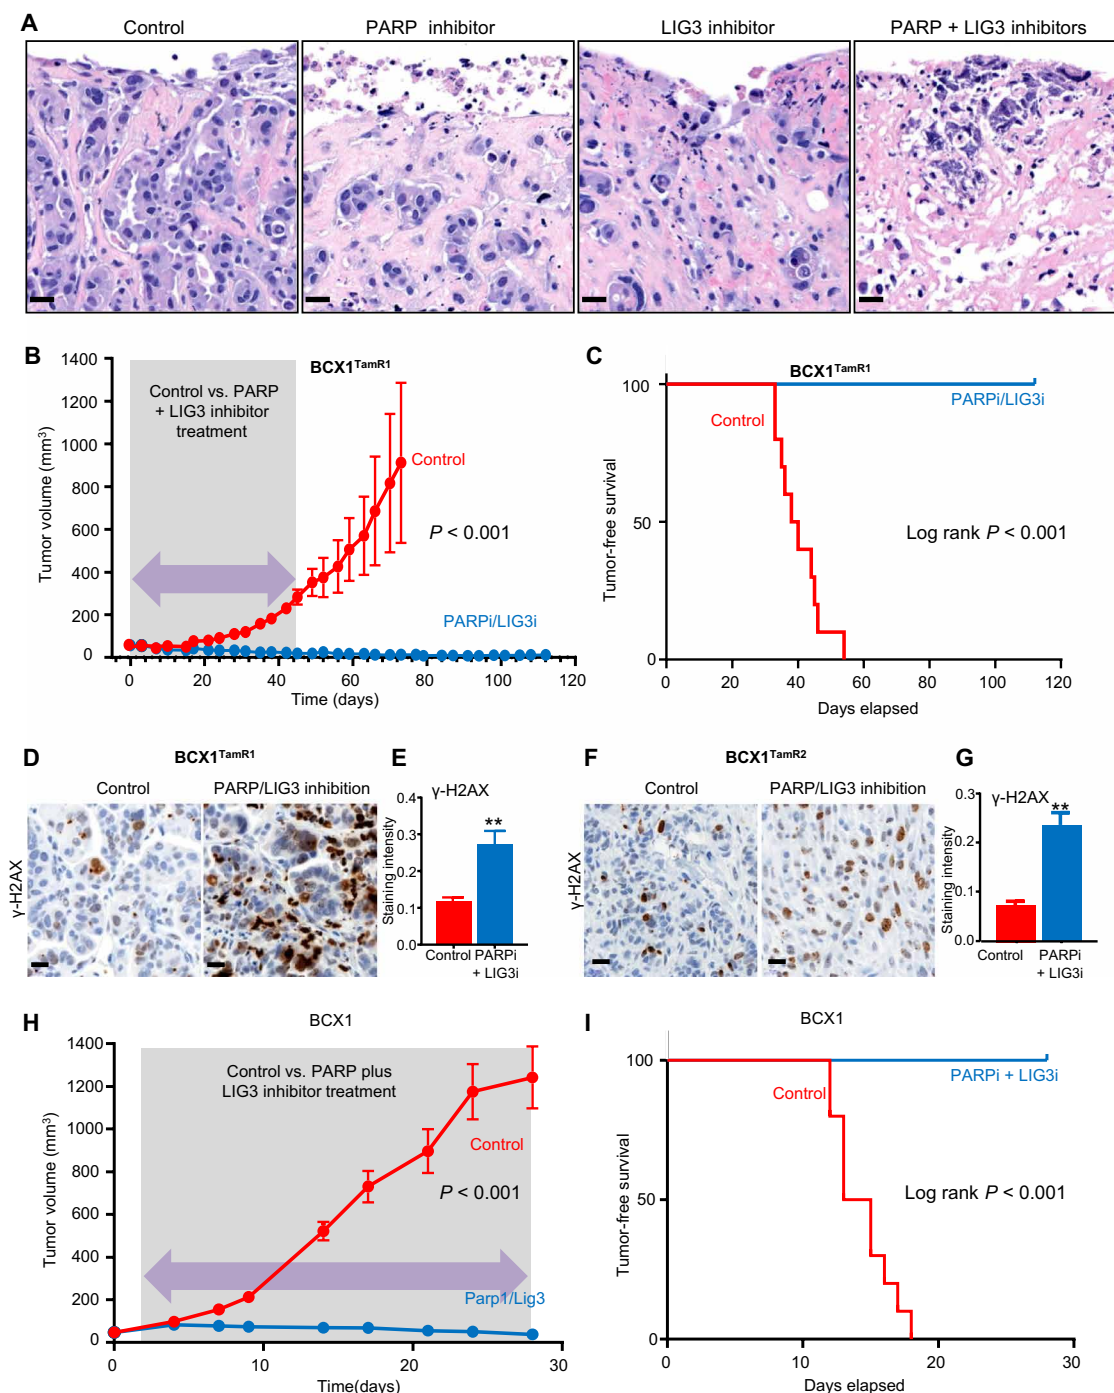 A
Control
PARP inhibitor
LIG3 inhibitor
PARP + LIG3 inhibitors
B
BCX1TamR1
1400
1200
1000
800
600
400
200
0
Tumor volume (mm³)
Control vs. PARP
+ LIG3 inhibitor
treatment
Control
P < 0.001
PARPi/LIG3i
0
20
40
60
80
100
120
Time (days)
C
BCX1TamR1
100
50
0
Tumor-free survival
PARPi/LIG3i
Control
Log rank P < 0.001
0
20
40
60
80
100
120
Days elapsed
D
BCX1TamR1
Control
PARP/LIG3 inhibition
γ-H2AX
E
γ-H2AX
0.4
0.3
0.2
0.1
0.0
Staining intensity
**
Control
PARPi
+ LIG3i
F
BCX1TamR2
Control
PARP/LIG3 inhibition
γ-H2AX
G
γ-H2AX
0.3
0.2
0.1
0.0
Staining intensity
**
Control
PARPi
+ LIG3i
H
BCX1
1400
1200
1000
800
600
400
200
0
Tumor volume (mm³)
Control vs. PARP plus
LIG3 inhibitor treatment
Control
P < 0.001
Parp1/Lig3
0
10
20
30
Time(days)
I
BCX1
100
50
0
Tumor-free survival
PARPi + LIG3i
Control
Log rank P < 0.001
0
10
20
30
Days elapsed